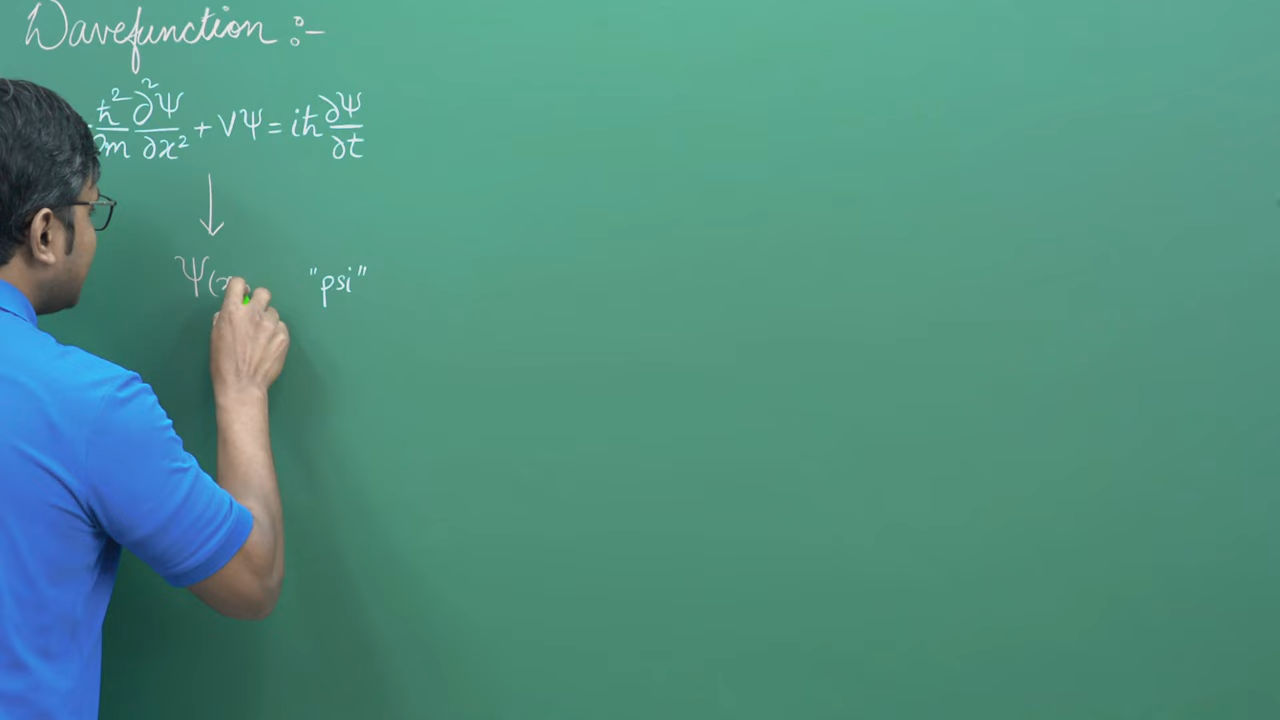 Wavefunction :-
ħ²/2m ∂²Ψ/∂x² + VΨ = iħ ∂Ψ/∂t
↓
Ψ(x "psi"